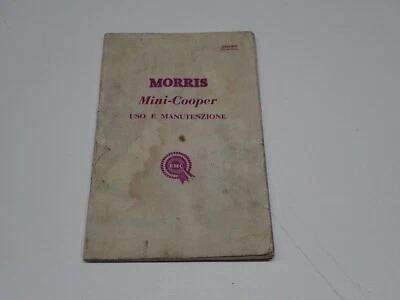 MORRIS
Mini-Cooper
USO E MANUTENZIONE
BMC